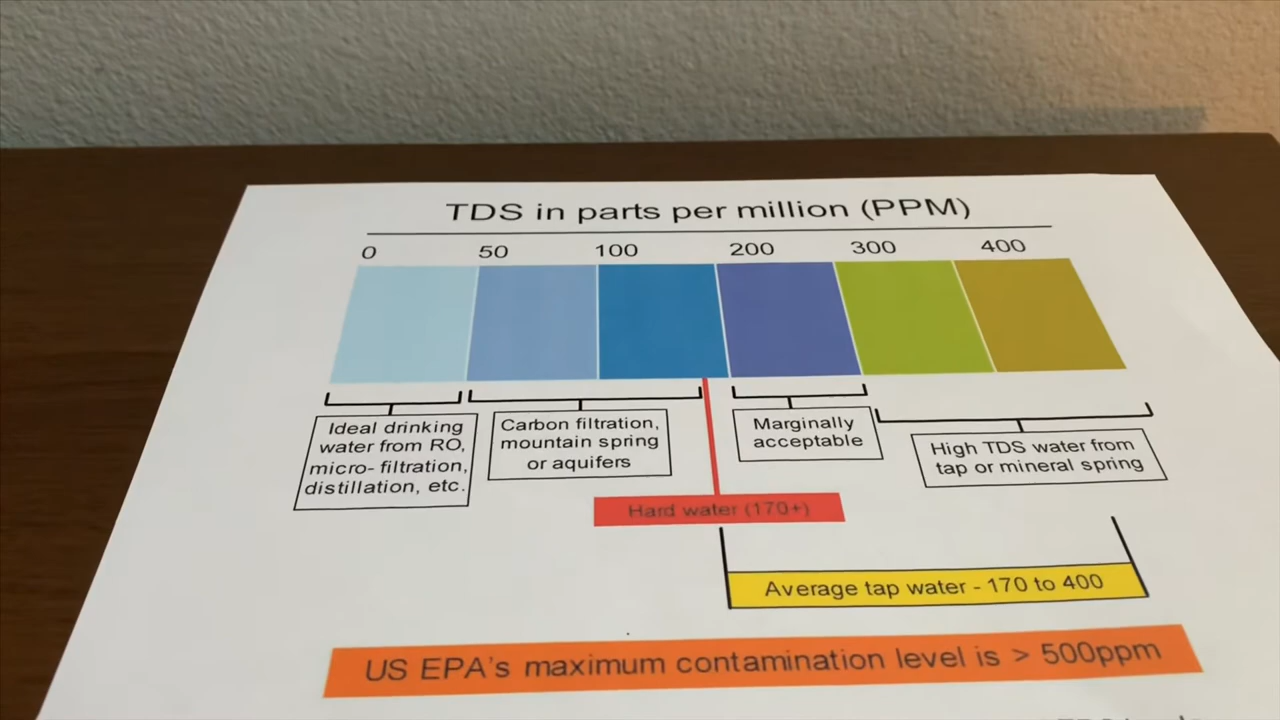 TDS in parts per million (PPM)
0 50 100 200 300 400
Ideal drinking
water from RO,
micro- filtration,
distillation, etc.
Carbon filtration,
mountain spring
or aquifers
Marginally
acceptable
High TDS water from
tap or mineral spring
Hard water (170+)
Average tap water - 170 to 400
US EPA's maximum contamination level is > 500ppm